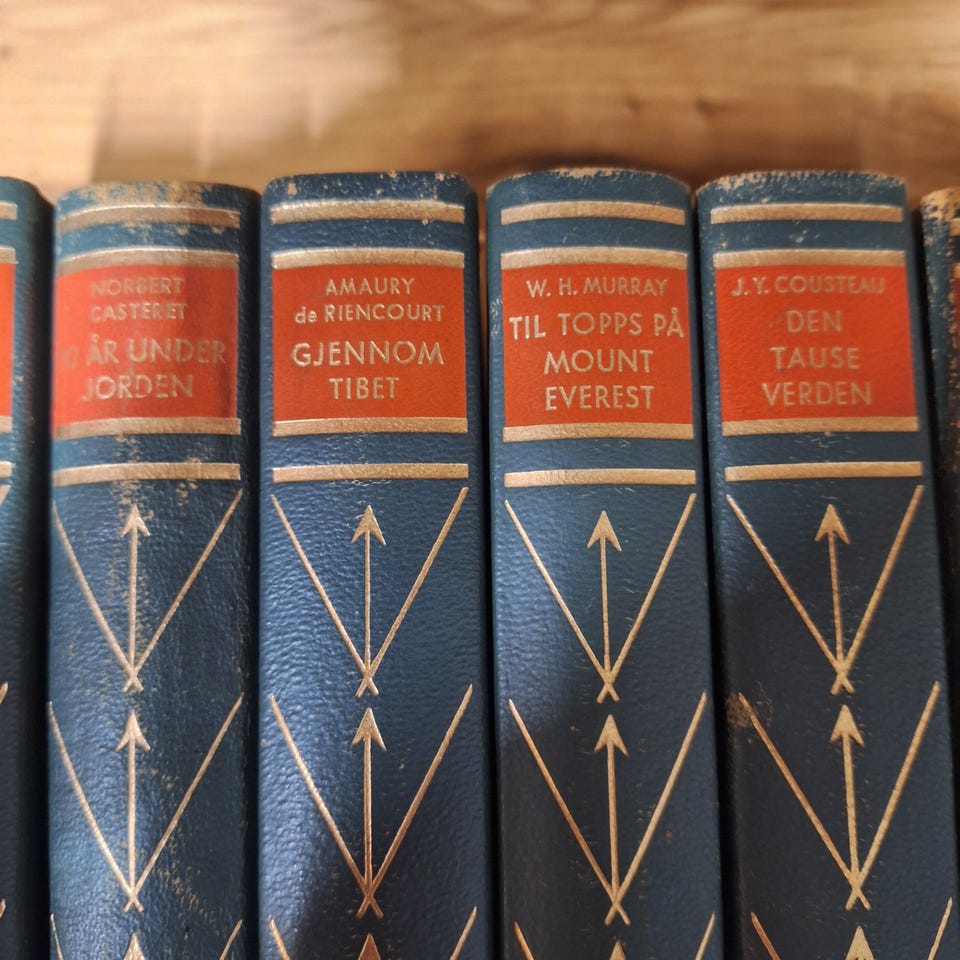 NORBERT
CASTERET
ÅR UNDER
JORDEN
AMAURY
de RIENCOURT
GJENNOM
TIBET
W. H. MURRAY
TIL TOPPS PÅ
MOUNT
EVEREST
J. Y. COUSTEAU
DEN
TAUSE
VERDEN